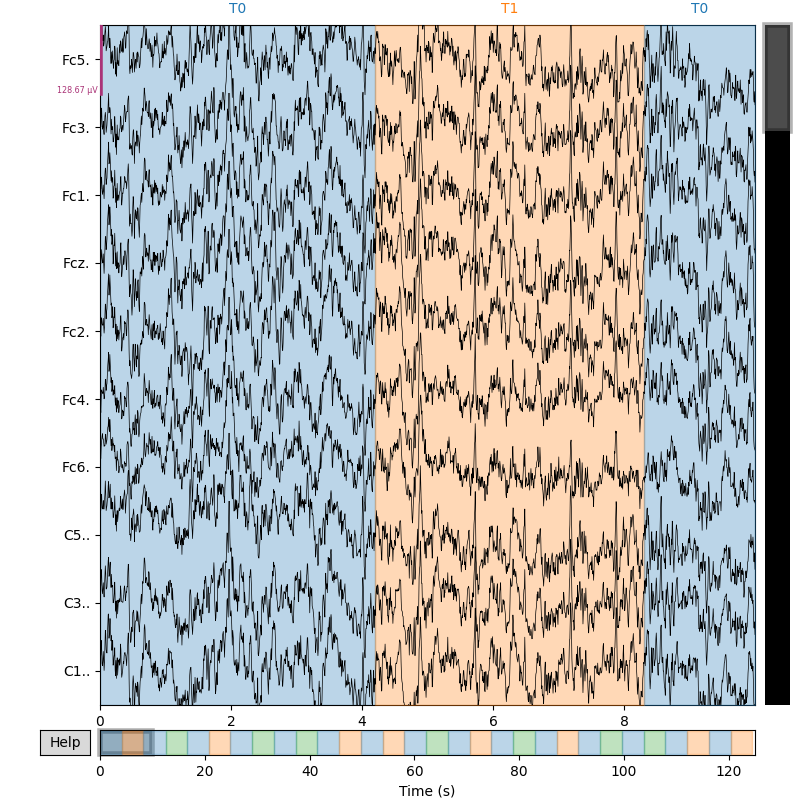 T0 T1 T0
Fc5.
128.67 µV
Fc3.
Fc1.
Fcz.
Fc2.
Fc4.
Fc6.
C5..
C3..
C1..
0 2 4 6 8
Help
0 20 40 60 80 100 120
Time (s)